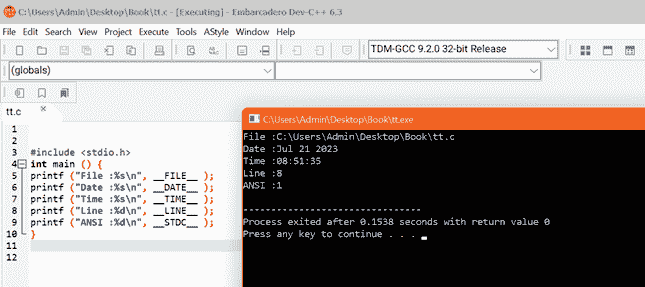 C:\Users\Admin\Desktop\Book\tt.c - [Executing] - Embarcadero Dev-C++ 6.3
File Edit Search View Project Execute Tools AStyle Window Help
TDM-GCC 9.2.0 32-bit Release
(globals)
tt.c
1
2
3 #include <stdio.h>
4 int main () {
5 printf ("File :%s\n", __FILE__ );
6 printf ("Date :%s\n", __DATE__ );
7 printf ("Time :%s\n", __TIME__ );
8 printf ("Line :%d\n", __LINE__ );
9 printf ("ANSI :%d\n", __STDC__ );
10 }
11
12
C:\Users\Admin\Desktop\Book\tt.exe
File :C:\Users\Admin\Desktop\Book\tt.c
Date :Jul 21 2023
Time :08:51:35
Line :8
ANSI :1
--------------------------------
Process exited after 0.1538 seconds with return value 0
Press any key to continue . . .